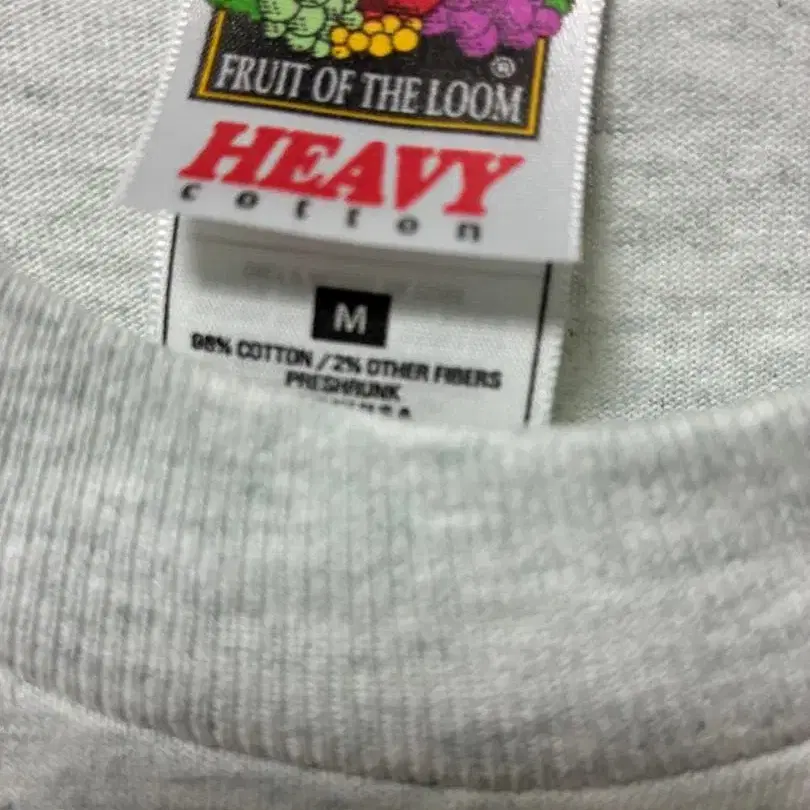 FRUIT OF THE LOOM ®
HEAVY
cotton
M
98% COTTON / 2% OTHER FIBERS
PRESHRUNK